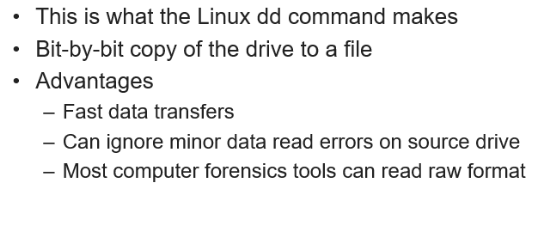 • This is what the Linux dd command makes
• Bit-by-bit copy of the drive to a file
• Advantages
– Fast data transfers
– Can ignore minor data read errors on source drive
– Most computer forensics tools can read raw format